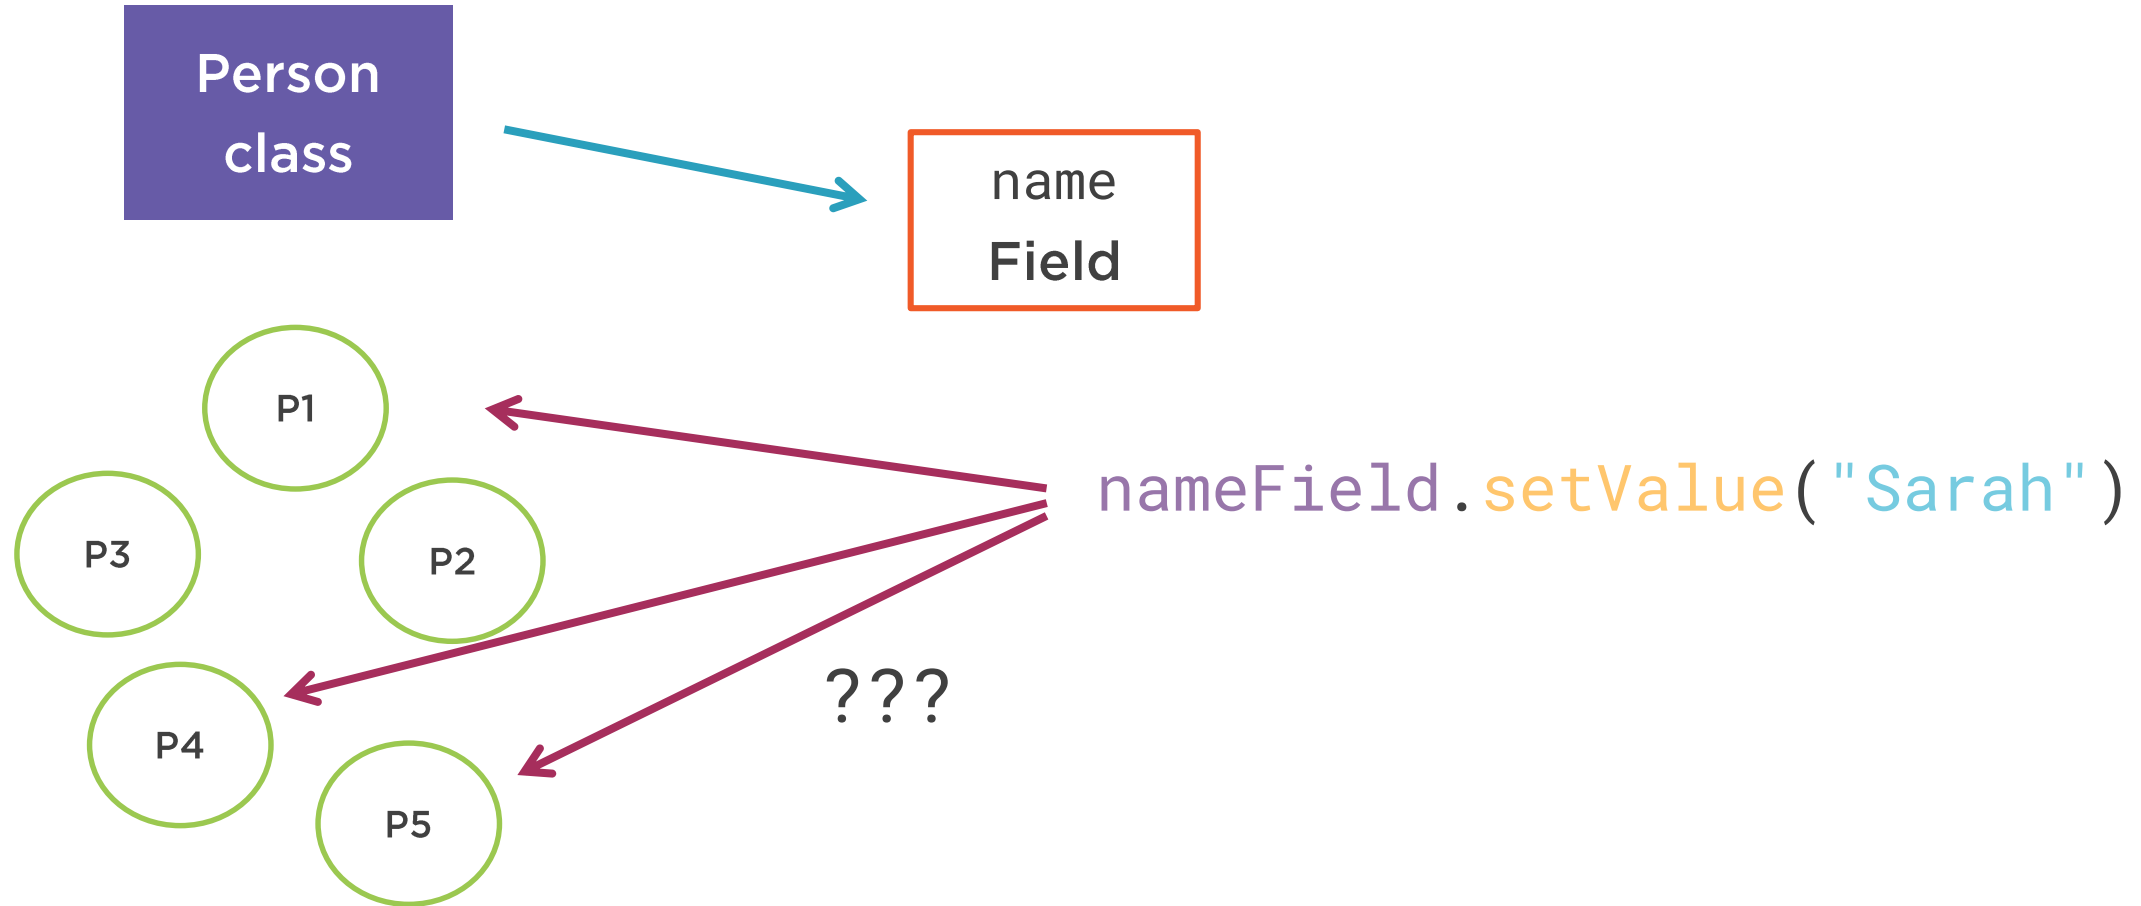 Person
class
name
Field
P1
nameField.setValue("Sarah")
P3
P2
???
P4
P5